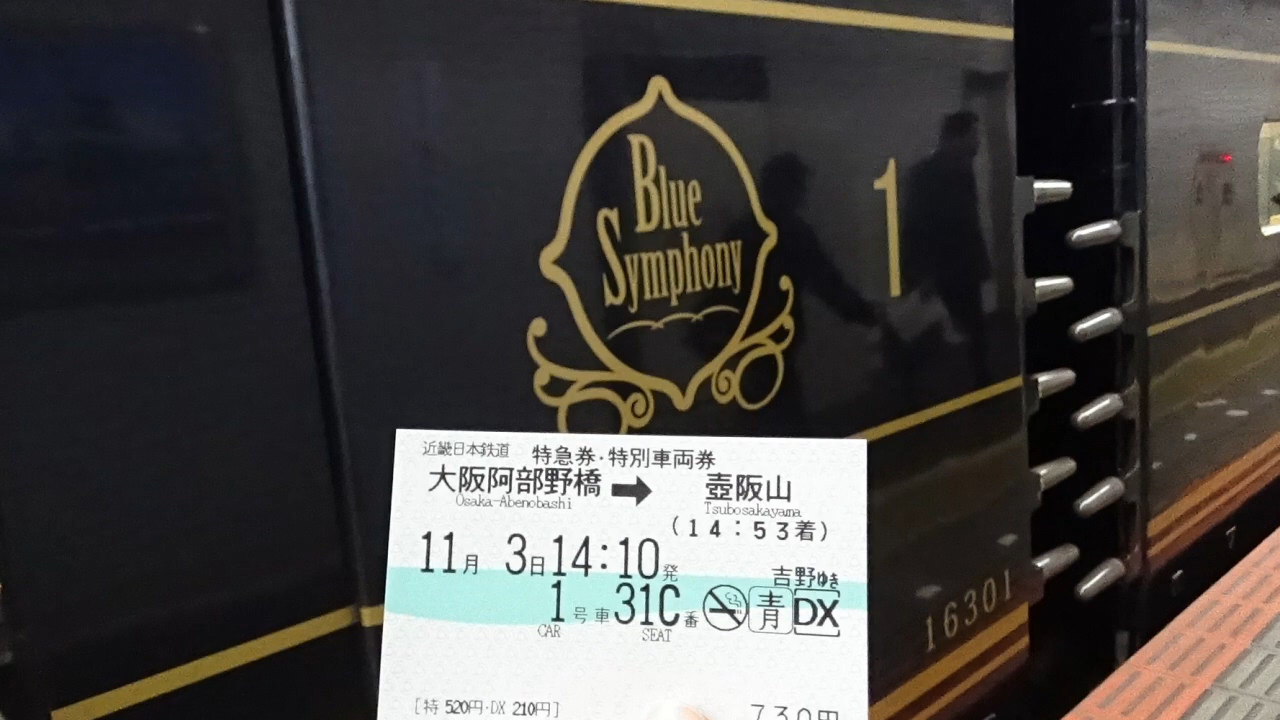 Blue
Symphony
1
16301
7
近畿日本鉄道 特急券・特別車両券
大阪阿部野橋 ➡ 壺阪山
Osaka-Abenobashi Tsubosakayama
(14:53着)
11月 3日 14:10発
吉野ゆき
1号車 31C番 青 DX
CAR SEAT
[特 520円・DX 210円] 730円